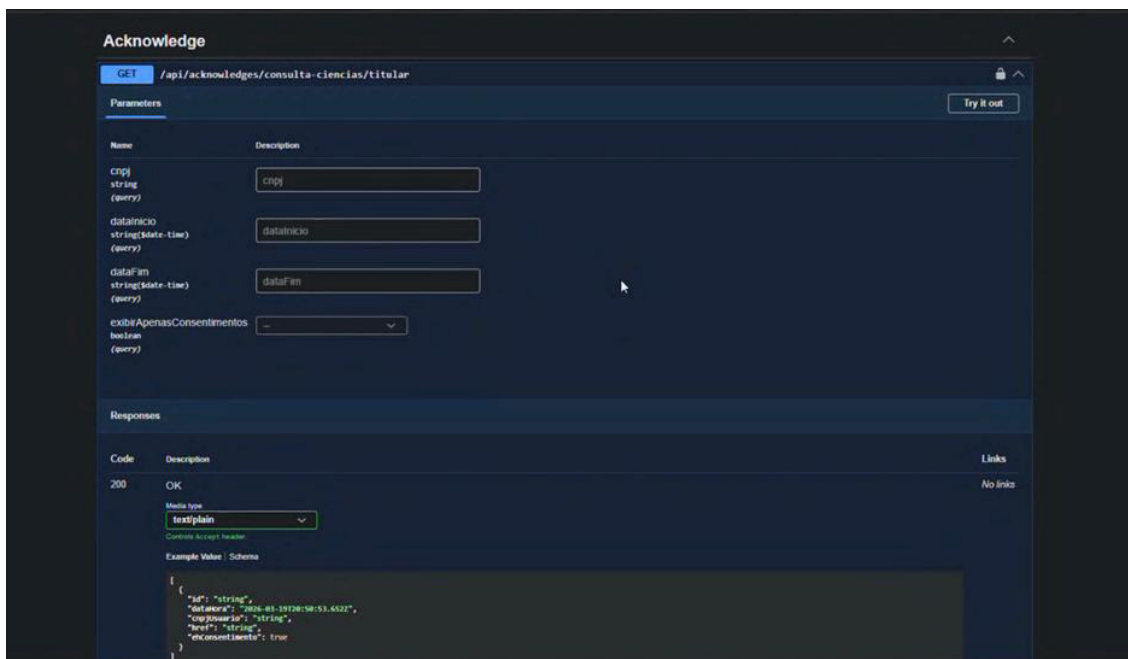 Acknowledge
GET /api/acknowledges/consulta-ciencias/titular
Parameters
Try it out
Name Description
cnpj
string
(query)
cnpj
dataInicio
string($date-time)
(query)
dataInicio
dataFim
string($date-time)
(query)
dataFim
exibirApenasConsentimentos
boolean
(query)
--
Responses
Code Description Links
200 OK No links
Media type
text/plain
Controls Accept header.
Example Value | Schema
[
{
"id": "string",
"dataHora": "2026-03-19T20:50:53.652Z",
"cnpjUsuario": "string",
"href": "string",
"ehConsentimento": true
}
]